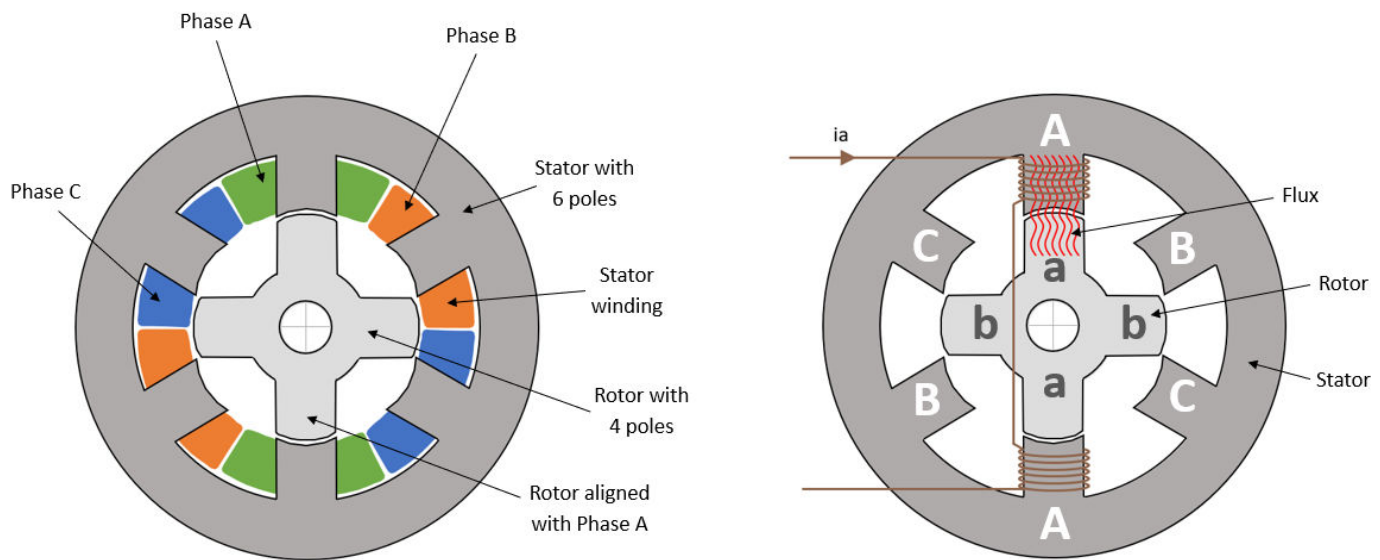 Phase A
Phase B
Phase C
Stator with
6 poles
Stator
winding
Rotor with
4 poles
Rotor aligned
with Phase A
ia
A
Flux
C
B
a
Rotor
b
b
a
Stator
B
C
A